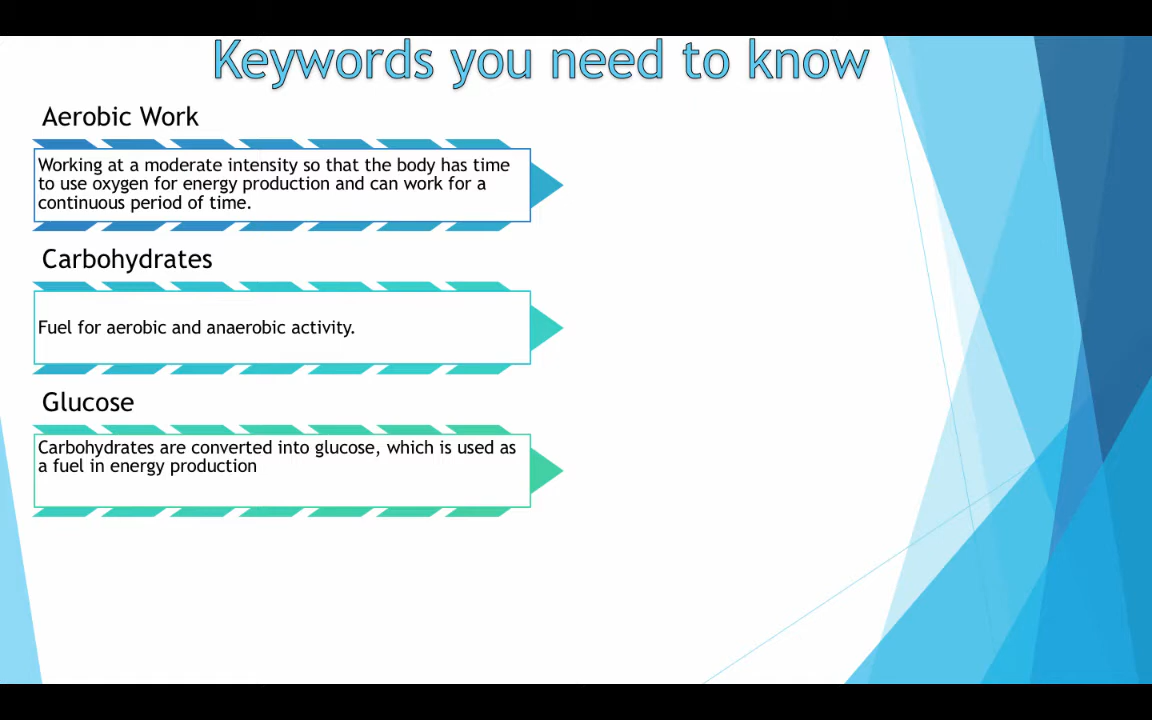 Keywords you need to know
Aerobic Work
Working at a moderate intensity so that the body has time
to use oxygen for energy production and can work for a
continuous period of time.
Carbohydrates
Fuel for aerobic and anaerobic activity.
Glucose
Carbohydrates are converted into glucose, which is used as
a fuel in energy production